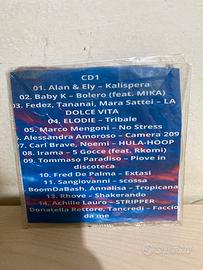 CD1
01. Alan & Ely - Kalispera
02. Baby K - Bolero (feat. MIKA)
03. Fedez, Tananai, Mara Sattei - LA
DOLCE VITA
04. ELODIE - Tribale
05. Marco Mengoni - No Stress
06. Alessandra Amoroso - Camera 209
07. Carl Brave, Noemi - HULA-HOOP
08. Irama - 5 Gocce (feat. Rkomi)
09. Tommaso Paradiso - Piove in
discoteca
10. Fred De Palma - Extasi
11. Sangiovanni - scossa
BoomDaBash, Annalisa - Tropicana
13. Rhove - Shakerando
14. Achille Lauro - STRIPPER
Donatella Rettore, Tancredi - Faccio
da me
subito